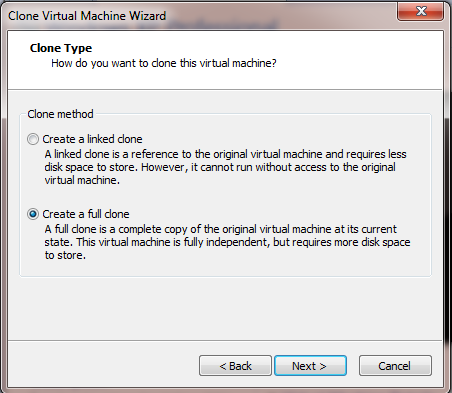 Clone Virtual Machine Wizard
Clone Type
How do you want to clone this virtual machine?
Clone method
Create a linked clone
A linked clone is a reference to the original virtual machine and requires less
disk space to store. However, it cannot run without access to the original
virtual machine.
Create a full clone
A full clone is a complete copy of the original virtual machine at its current
state. This virtual machine is fully independent, but requires more disk space
to store.
< Back
Next >
Cancel